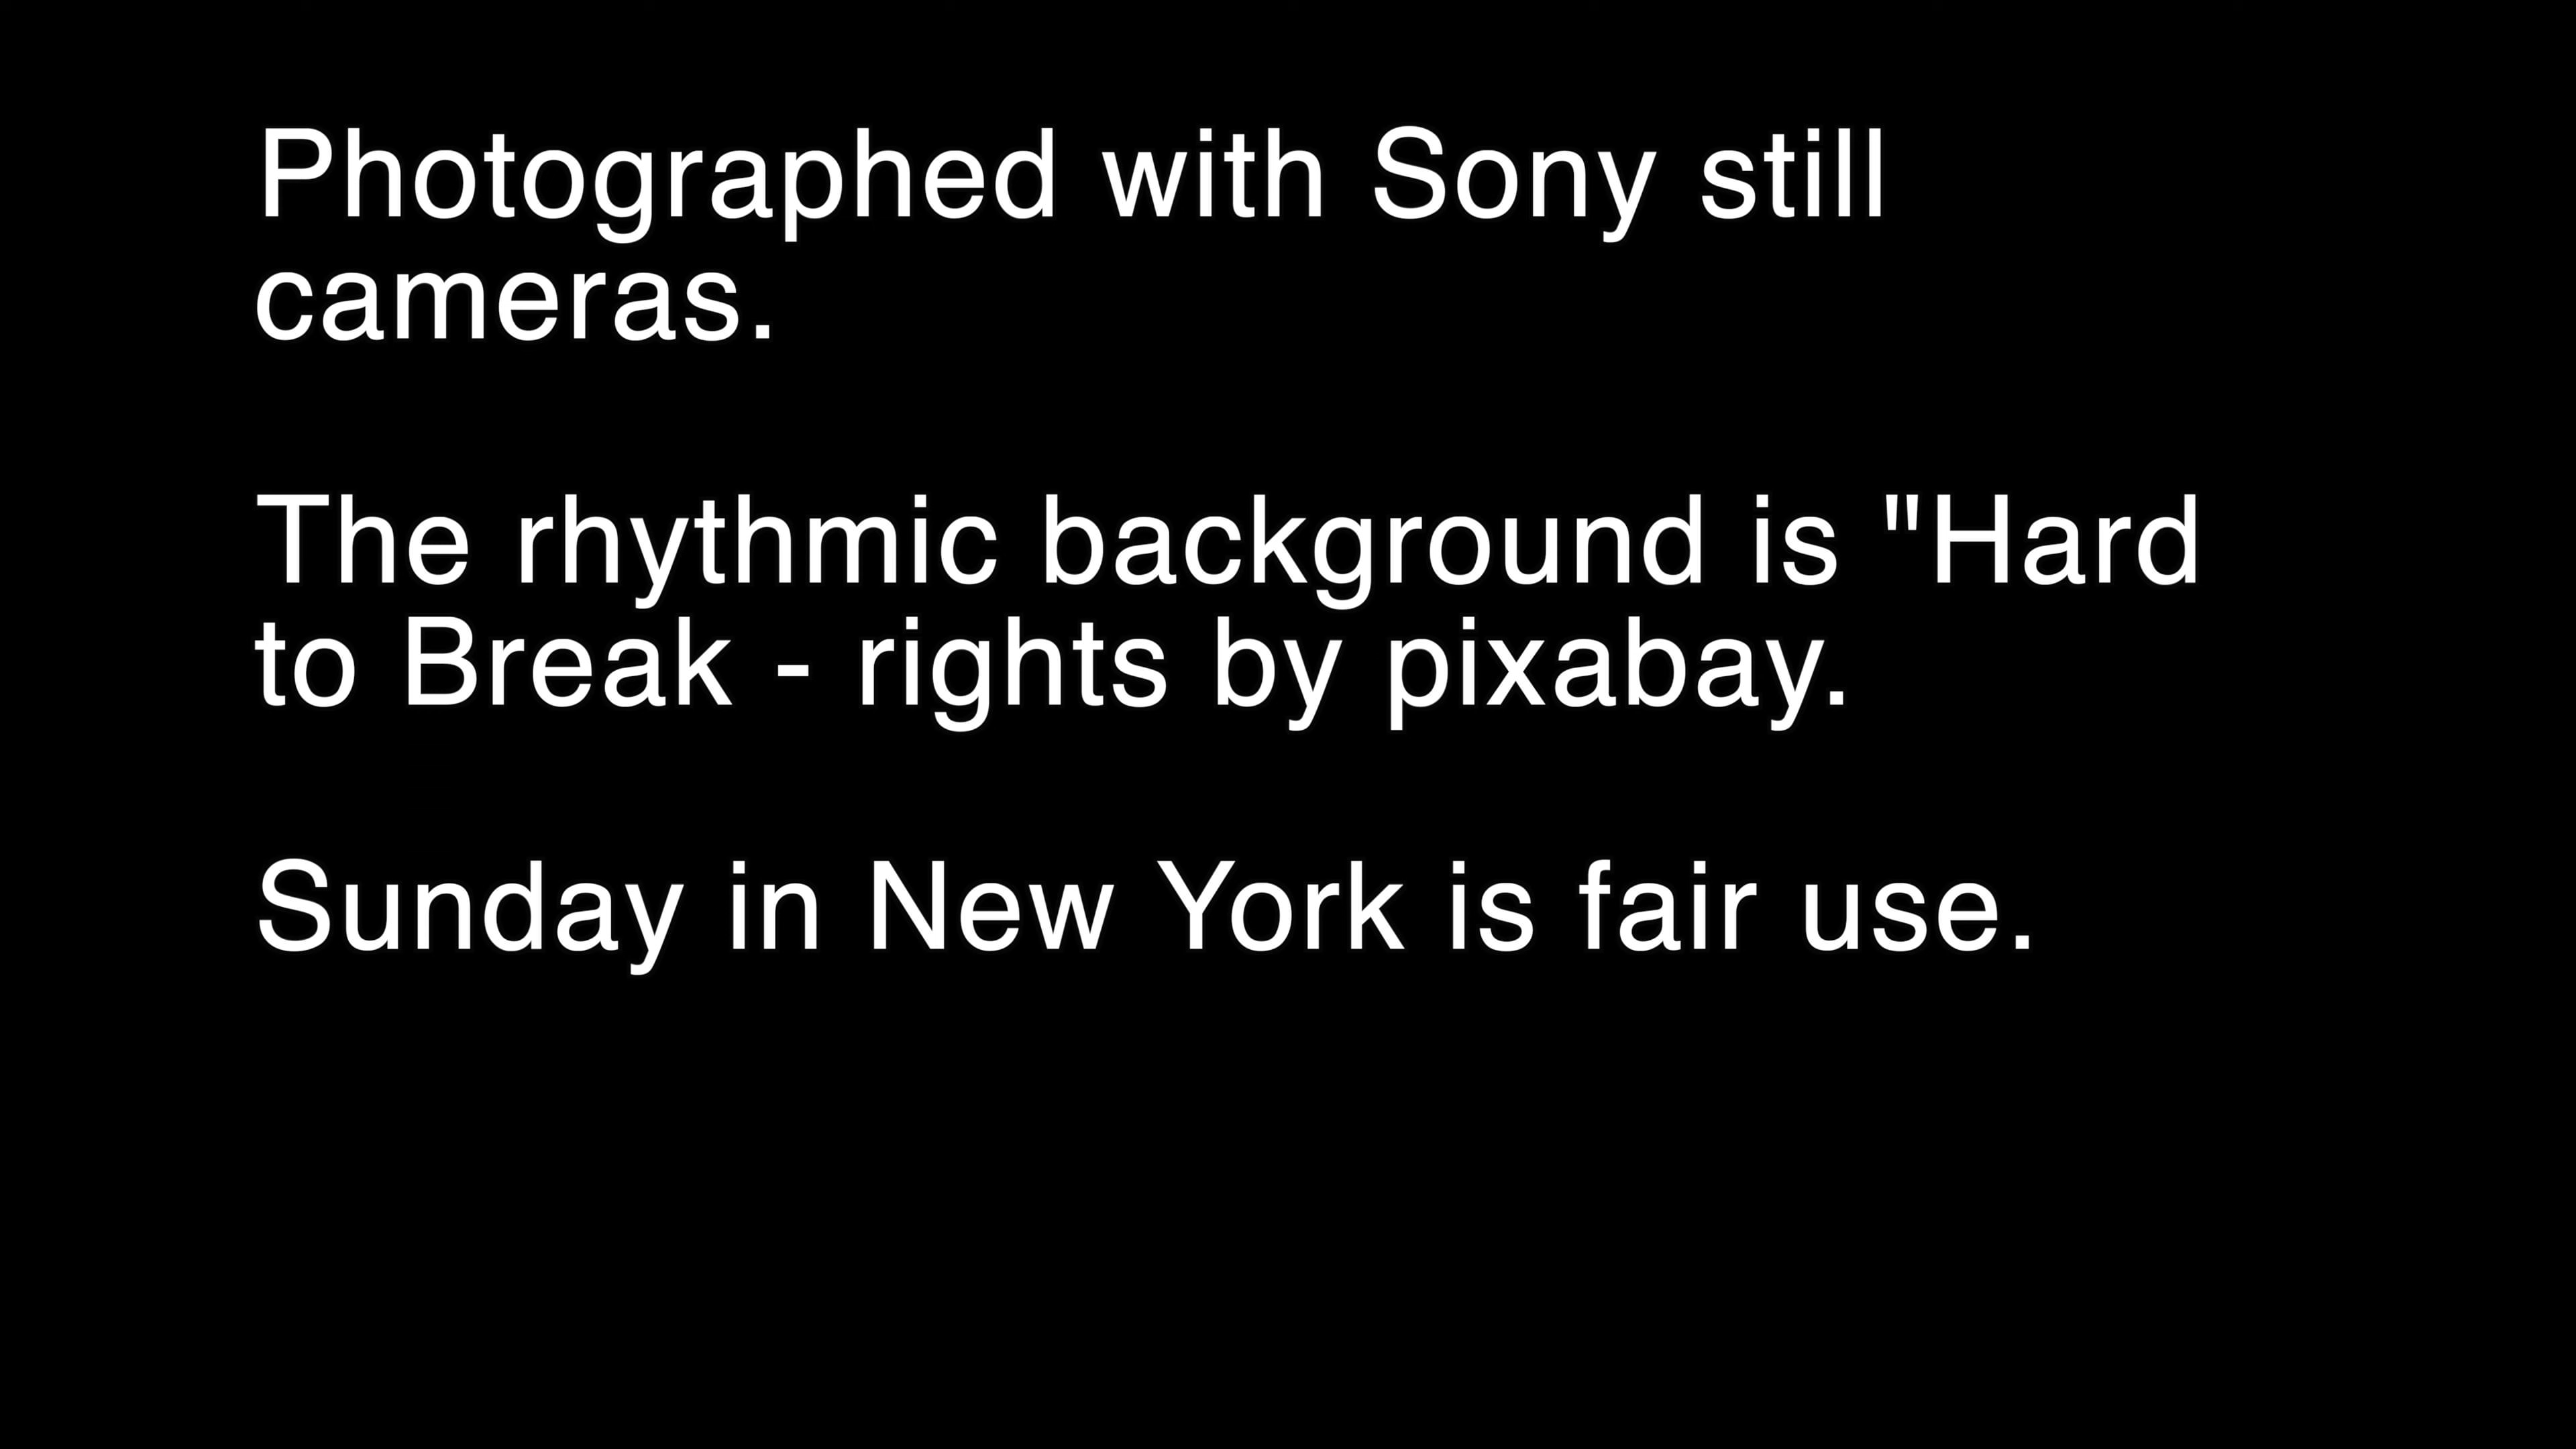 Photographed with Sony still
cameras.
The rhythmic background is "Hard
to Break - rights by pixabay.
Sunday in New York is fair use.